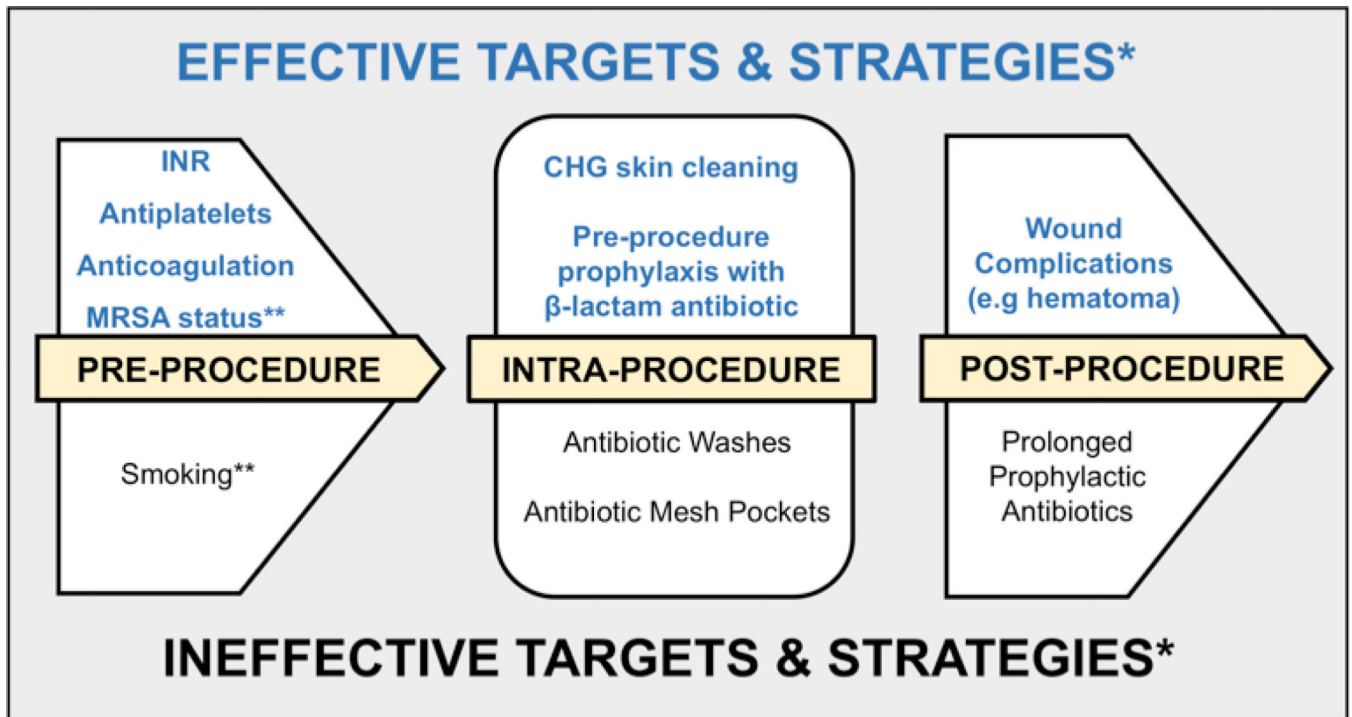 EFFECTIVE TARGETS & STRATEGIES*
INR
Antiplatelets
Anticoagulation
MRSA status**
PRE-PROCEDURE
Smoking**
CHG skin cleaning
Pre-procedure
prophylaxis with
β-lactam antibiotic
INTRA-PROCEDURE
Antibiotic Washes
Antibiotic Mesh Pockets
Wound
Complications
(e.g hematoma)
POST-PROCEDURE
Prolonged
Prophylactic
Antibiotics
INEFFECTIVE TARGETS & STRATEGIES*